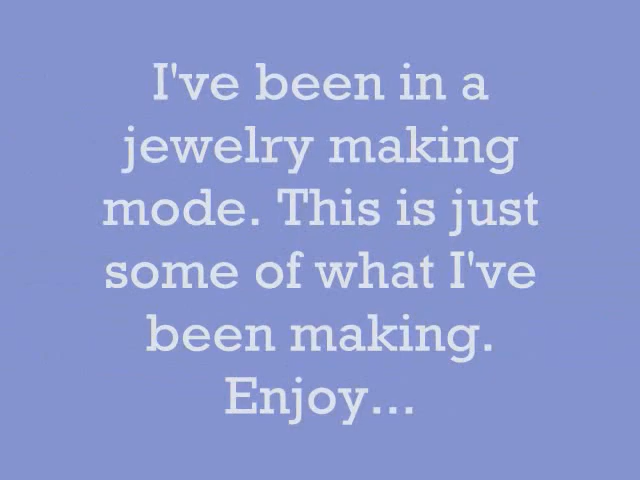 I've been in a
jewelry making
mode. This is just
some of what I've
been making.
Enjoy...